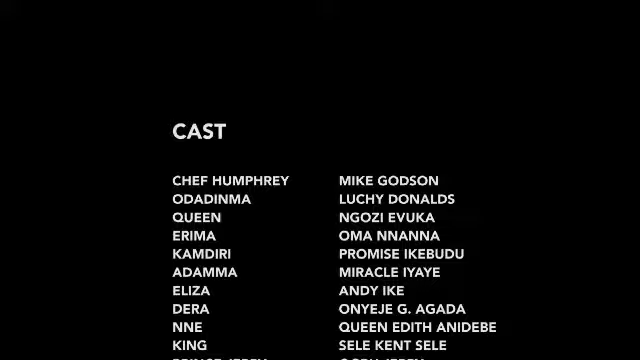 CAST
CHEF HUMPHREY MIKE GODSON
ODADINMA LUCHY DONALDS
QUEEN NGOZI EVUKA
ERIMA OMA NNANNA
KAMDIRI PROMISE IKEBUDU
ADAMMA MIRACLE IYAYE
ELIZA ANDY IKE
DERA ONYEJE G. AGADA
NNE QUEEN EDITH ANIDEBE
KING SELE KENT SELE